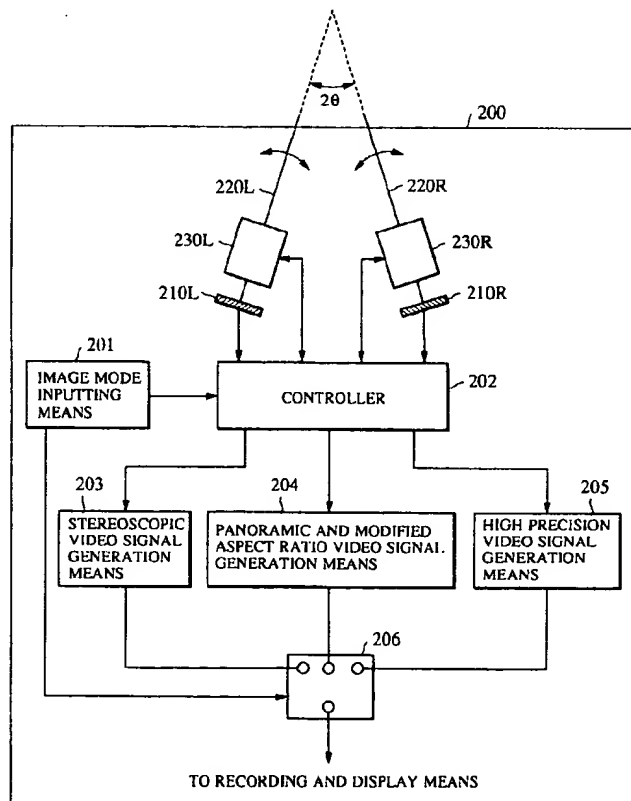 2θ
200
220L
220R
230L
230R
210L
210R
201
IMAGE MODE
INPUTTING
MEANS
CONTROLLER
202
203
STEREOSCOPIC
VIDEO SIGNAL
GENERATION
MEANS
204
PANORAMIC AND MODIFIED
ASPECT RATIO VIDEO SIGNAL
GENERATION MEANS
205
HIGH PRECISION
VIDEO SIGNAL
GENERATION
MEANS
206
TO RECORDING AND DISPLAY MEANS